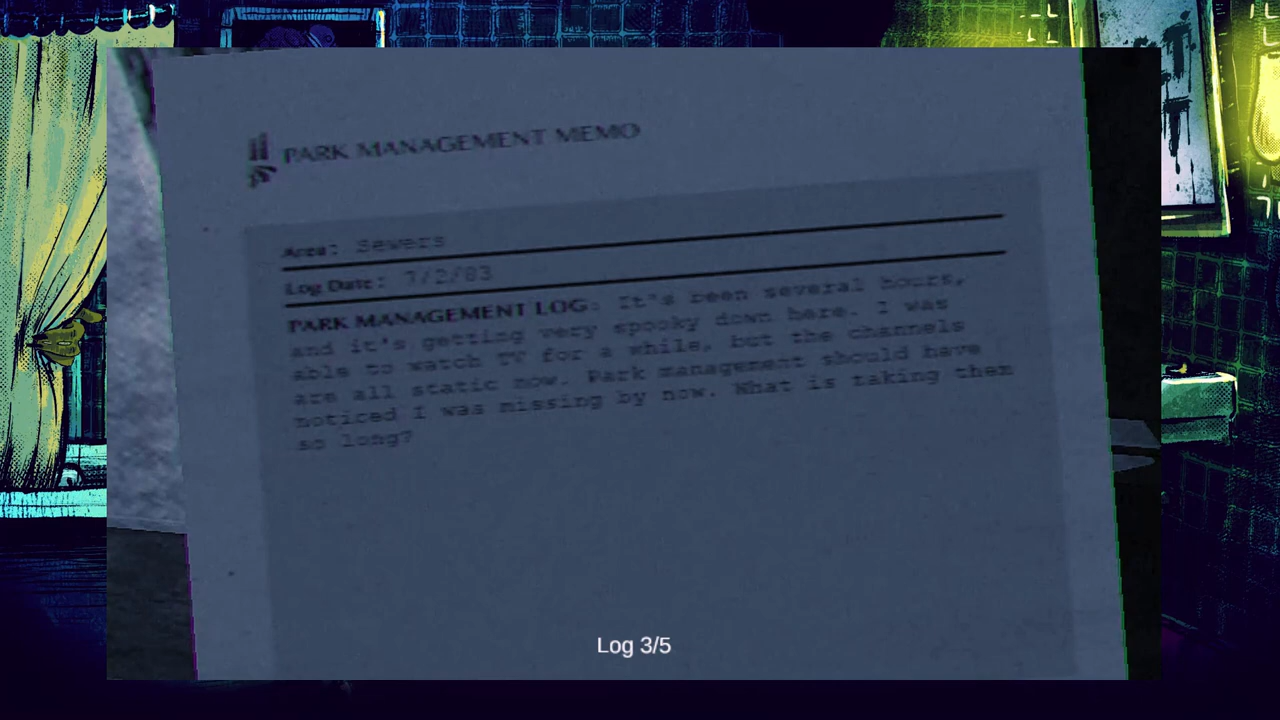 PARK MANAGEMENT MEMO
Area: Sewers
Log Date: 7/2/83
PARK MANAGEMENT LOG: It's been several hours,
and it's getting very spooky down here. I was
able to watch TV for a while, but the channels
are all static now. Park management should have
noticed I was missing by now. What is taking them
so long?
Log 3/5